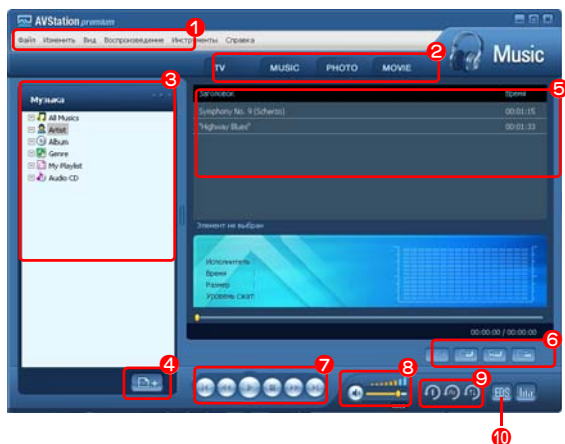 AVStation premium
1
Файл Изменить Вид Воспроизведение Инструменты Справка
Music
2
TV MUSIC PHOTO MOVIE
3
Музыка
All Musics
Artist
Album
Genre
My Playlist
Audio CD
4
5
Заголовок Время
Symphony No. 9 (Scherzo) 00:01:15
"Highway Blues" 00:01:33
Элемент не выбран
Исполнитель
Время
Размер
Уровень сжат
00:00:00 / 00:00:00
6
7
8
9
EDS
10